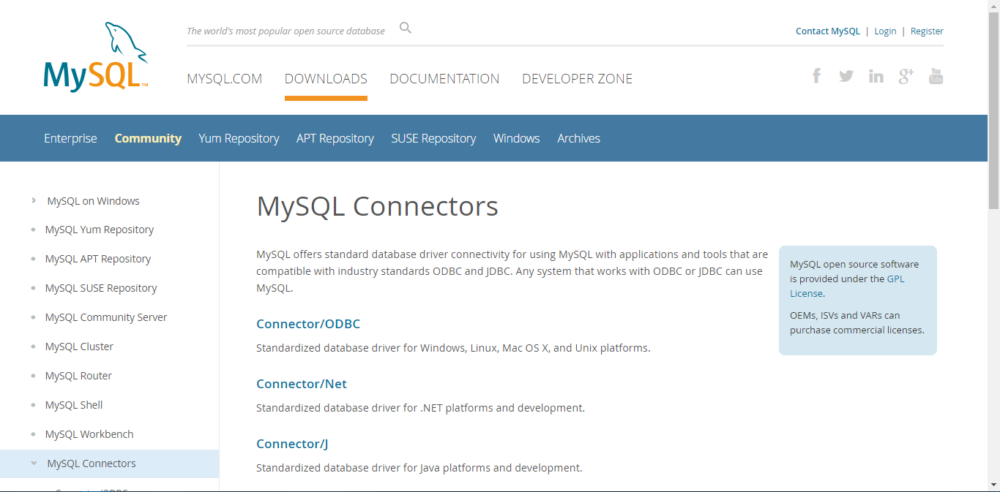 MySQL™
The world's most popular open source database
Contact MySQL | Login | Register
MYSQL.COM DOWNLOADS DOCUMENTATION DEVELOPER ZONE
You Tube
Enterprise Community Yum Repository APT Repository SUSE Repository Windows Archives
MySQL on Windows
MySQL Yum Repository
MySQL APT Repository
MySQL SUSE Repository
MySQL Community Server
MySQL Cluster
MySQL Router
MySQL Shell
MySQL Workbench
MySQL Connectors
Connector/ODBC
MySQL Connectors
MySQL offers standard database driver connectivity for using MySQL with applications and tools that are
compatible with industry standards ODBC and JDBC. Any system that works with ODBC or JDBC can use
MySQL.
Connector/ODBC
Standardized database driver for Windows, Linux, Mac OS X, and Unix platforms.
Connector/Net
Standardized database driver for .NET platforms and development.
Connector/J
Standardized database driver for Java platforms and development.
MySQL open source software
is provided under the GPL
License.
OEMs, ISVs and VARs can
purchase commercial licenses.